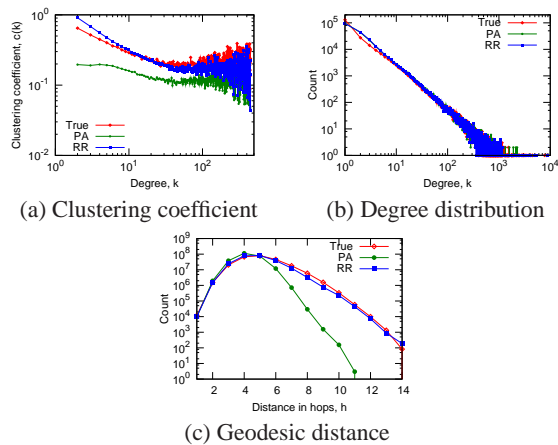 Clustering coefficient, c(k)
10^0
10^-1
10^-2
True
PA
RR
10^0
10^1
10^2
Degree, k
(a) Clustering coefficient
Count
10^5
10^4
10^3
10^2
10^1
10^0
True
PA
RR
10^0
10^1
10^2
10^3
10^4
Degree, k
(b) Degree distribution
Count
10^9
10^8
10^7
10^6
10^5
10^4
10^3
10^2
10^1
10^0
True
PA
RR
2
4
6
8
10
12
14
Distance in hops, h
(c) Geodesic distance